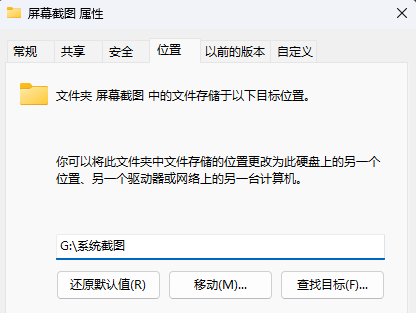 屏幕截图 属性
常规 共享 安全 位置 以前的版本 自定义
文件夹 屏幕截图 中的文件存储于以下目标位置。
你可以将此文件夹中文件存储的位置更改为此硬盘上的另一个
位置、另一个驱动器或网络上的另一台计算机。
G:\系统截图
还原默认值(R) 移动(M)... 查找目标(F)...